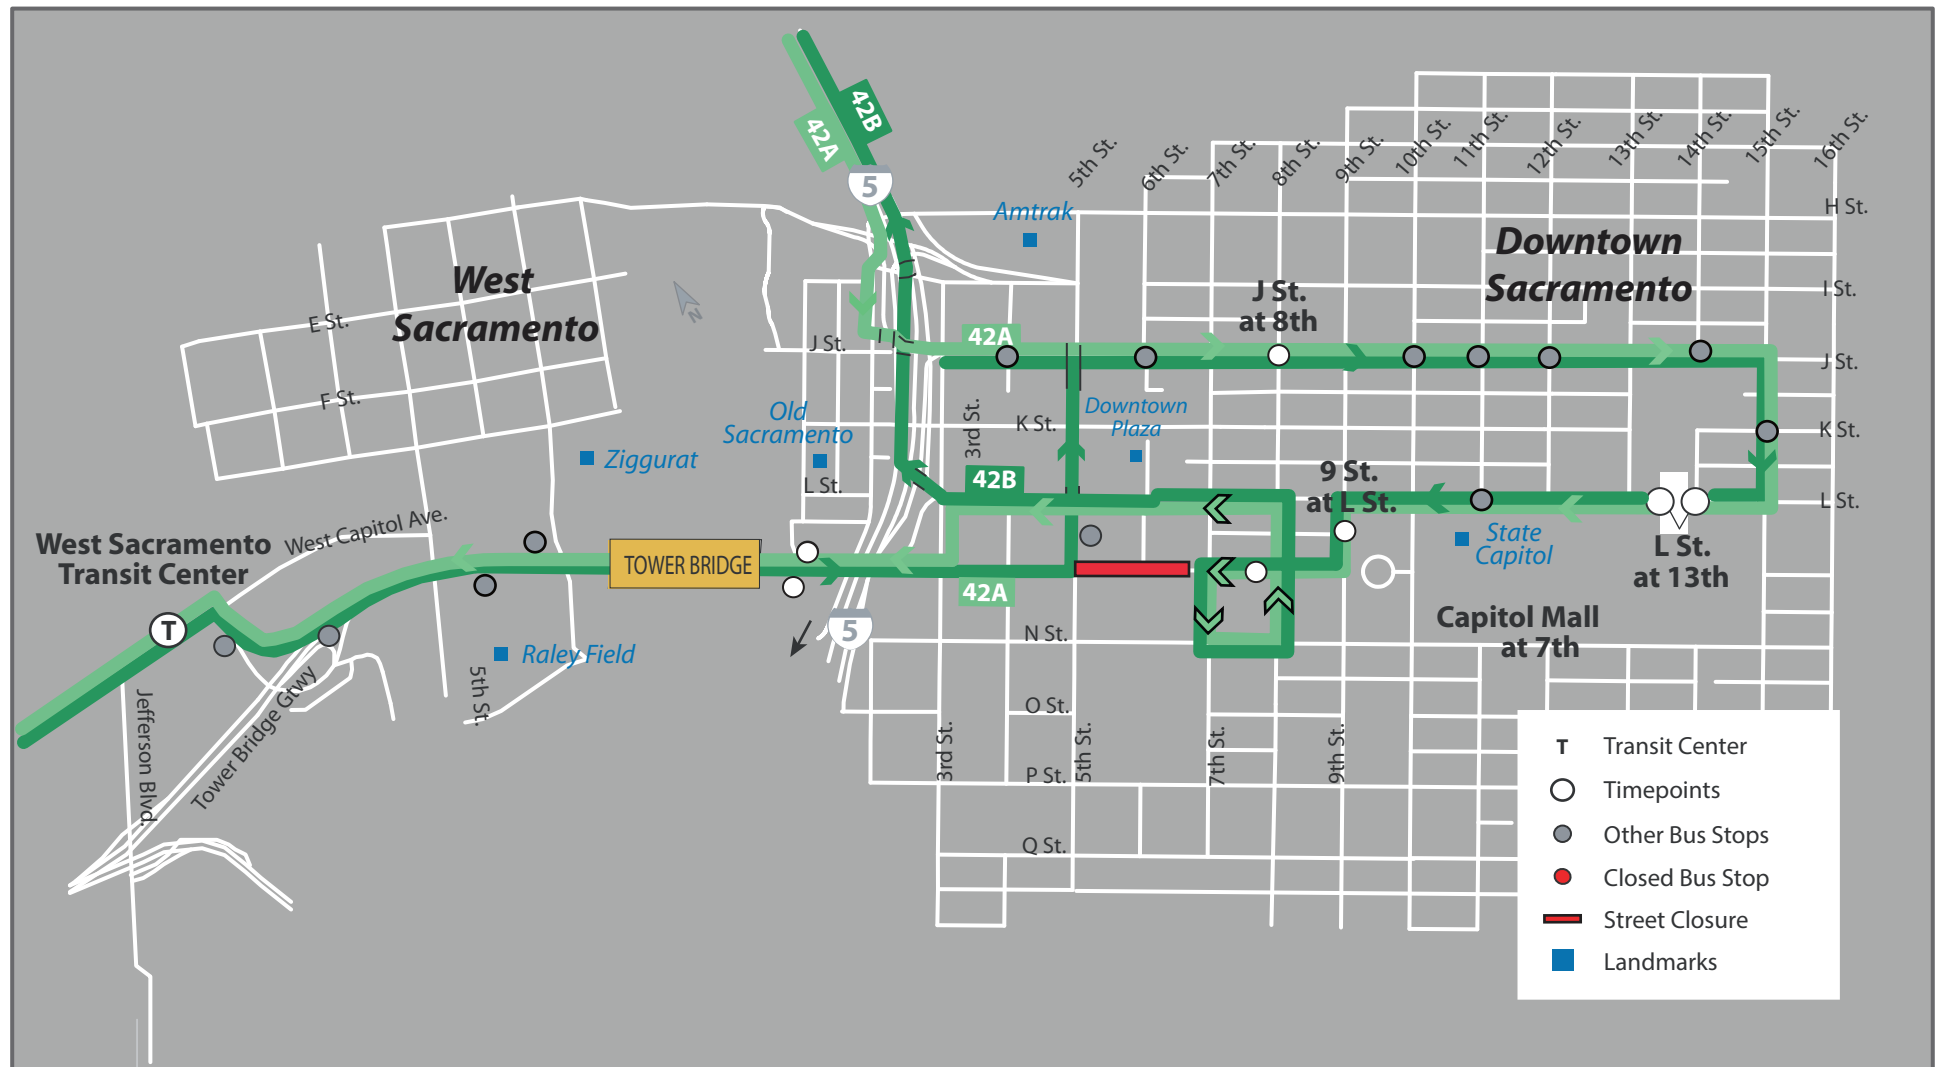 42B
42A
5
5th St.
6th St.
7th St.
8th St.
9th St.
10th St.
11th St.
12th St.
13th St.
14th St.
15th St.
16th St.
Amtrak
H St.
West
Sacramento
Downtown
Sacramento
N
I St.
J St.
at 8th
E St.
42A
J St.
J St.
F St.
Old
Sacramento
3rd St.
K St.
Downtown
Plaza
K St.
Ziggurat
42B
9 St.
at L St.
L St.
L St.
West Capitol Ave.
State
Capitol
West Sacramento
Transit Center
TOWER BRIDGE
L St.
at 13th
42A
T
5
N St.
Capitol Mall
at 7th
Raley Field
5th St.
Jefferson Blvd.
Tower Bridge Gtwy
O St.
3rd St.
5th St.
7th St.
9th St.
P St.
Q St.
T Transit Center
Timepoints
Other Bus Stops
Closed Bus Stop
Street Closure
Landmarks